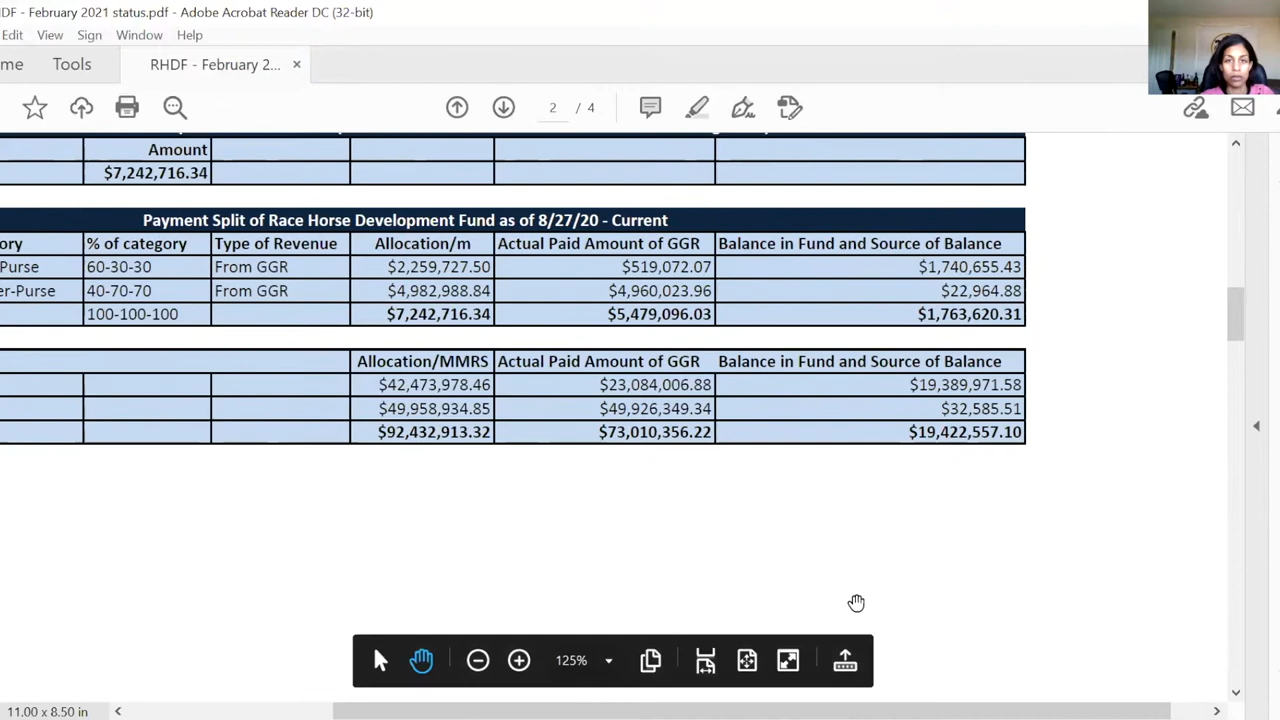 DF - February 2021 status.pdf - Adobe Acrobat Reader DC (32-bit)
Edit View Sign Window Help
me Tools RHDF - February 2... ×
2 / 4
Amount
$7,242,716.34
Payment Split of Race Horse Development Fund as of 8/27/20 - Current
ory % of category Type of Revenue Allocation/m Actual Paid Amount of GGR Balance in Fund and Source of Balance
Purse 60-30-30 From GGR $2,259,727.50 $519,072.07 $1,740,655.43
er-Purse 40-70-70 From GGR $4,982,988.84 $4,960,023.96 $22,964.88
100-100-100 $7,242,716.34 $5,479,096.03 $1,763,620.31
Allocation/MMRS Actual Paid Amount of GGR Balance in Fund and Source of Balance
$42,473,978.46 $23,084,006.88 $19,389,971.58
$49,958,934.85 $49,926,349.34 $32,585.51
$92,432,913.32 $73,010,356.22 $19,422,557.10
125%
11.00 x 8.50 in